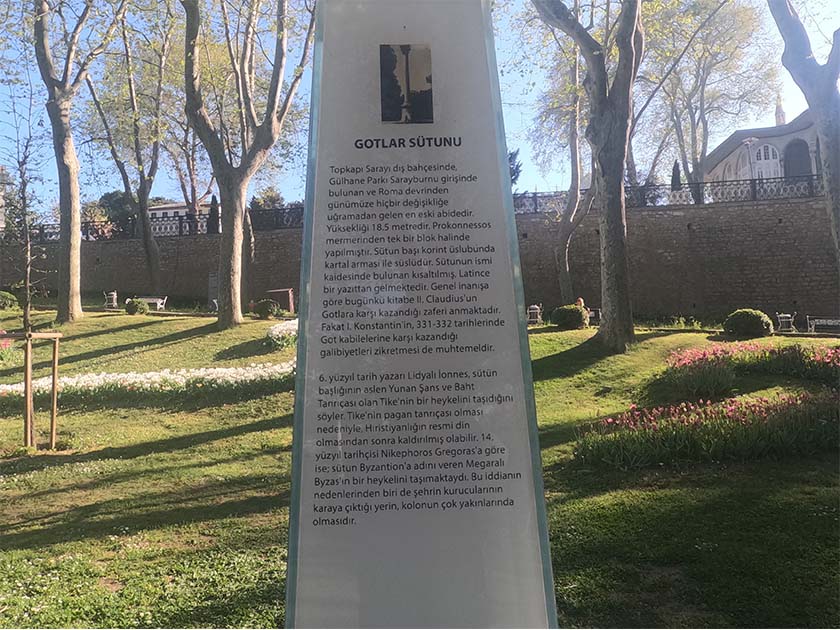 GOTLAR SÜTUNU
Topkapı Sarayı dış bahçesinde,
Gülhane Parkı Sarayburnu girişinde
bulunan ve Roma devrinden
günümüze hiçbir değişikliğe
uğramadan gelen en eski abidedir.
Yüksekliği 18.5 metredir. Prokonnessos
mermerinden tek bir blok halinde
yapılmıştır. Sütun başı korint üslubunda
kartal arması ile süslüdür. Sütunun ismi
kaidesinde bulunan kısaltılmış. Latince
bir yazıttan gelmektedir. Genel inanışa
göre bugünkü kitabe II. Claudius'un
Gotlara karşı kazandığı zaferi anmaktadır.
Fakat I. Konstantin'in, 331-332 tarihlerinde
Got kabilelerine karşı kazandığı
galibiyetleri zikretmesi de muhtemeldir.
6. yüzyıl tarih yazarı Lidyalı İonnes, sütün
başlığının aslen Yunan Şans ve Baht
Tanrıçası olan Tike'nin bir heykelini taşıdığını
söyler. Tike'nin pagan tanrıçası olması
nedeniyle, Hıristiyanlığın resmi din
olmasından sonra kaldırılmış olabilir. 14.
yüzyıl tarihçisi Nikephoros Gregoras'a göre
ise; sütun Byzantion'a adını veren Megaralı
Byzas'ın bir heykelini taşımaktaydı. Bu iddianın
nedenlerinden biri de şehrin kurucularının
karaya çıktığı yerin, kolonun çok yakınlarında
olmasıdır.